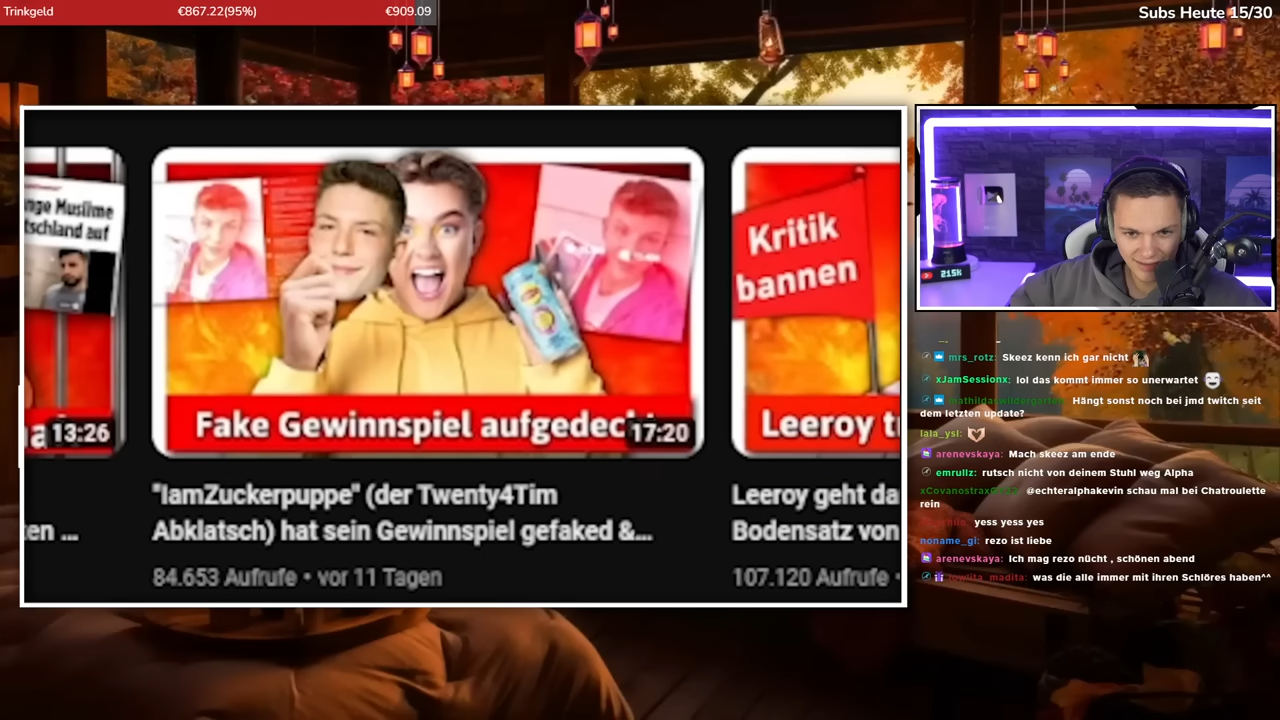 Trinkgeld €867.22(95%) €909.09
Subs Heute 15/30
nge Muslime
tschland auf
13:26
Fake Gewinnspiel aufgedec
17:20
"IamZuckerpuppe" (der Twenty4Tim
Abklatsch) hat sein Gewinnspiel gefaked &...
84.653 Aufrufe • vor 11 Tagen
Kritik
bannen
Leeroy t
Leeroy geht da
Bodensatz von
107.120 Aufrufe •
en ...
215k
mrs_rotz: Skeez kenn ich gar nicht
xJamSessionx: lol das kommt immer so unerwartet
Hängt sonst noch bei jmd twitch seit
dem letzten update?
lala_ysl:
arenevskaya: Mach skeez am ende
emrullz: rutsch nicht von deinem Stuhl weg Alpha
@echteralphakevin schau mal bei Chatroulette
rein
yess yess yes
noname_gi: rezo ist liebe
arenevskaya: Ich mag rezo nücht , schönen abend
was die alle immer mit ihren Schlöres haben^^